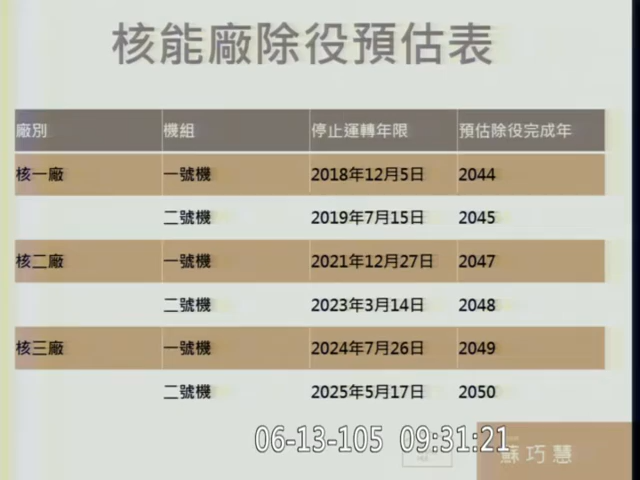 核能廠除役預估表
廠別 機組 停止運轉年限 預估除役完成年
核一廠 一號機 2018年12月5日 2044
二號機 2019年7月15日 2045
核二廠 一號機 2021年12月27日 2047
二號機 2023年3月14日 2048
核三廠 一號機 2024年7月26日 2049
二號機 2025年5月17日 2050
06-13-105 09:31:21
蘇巧慧